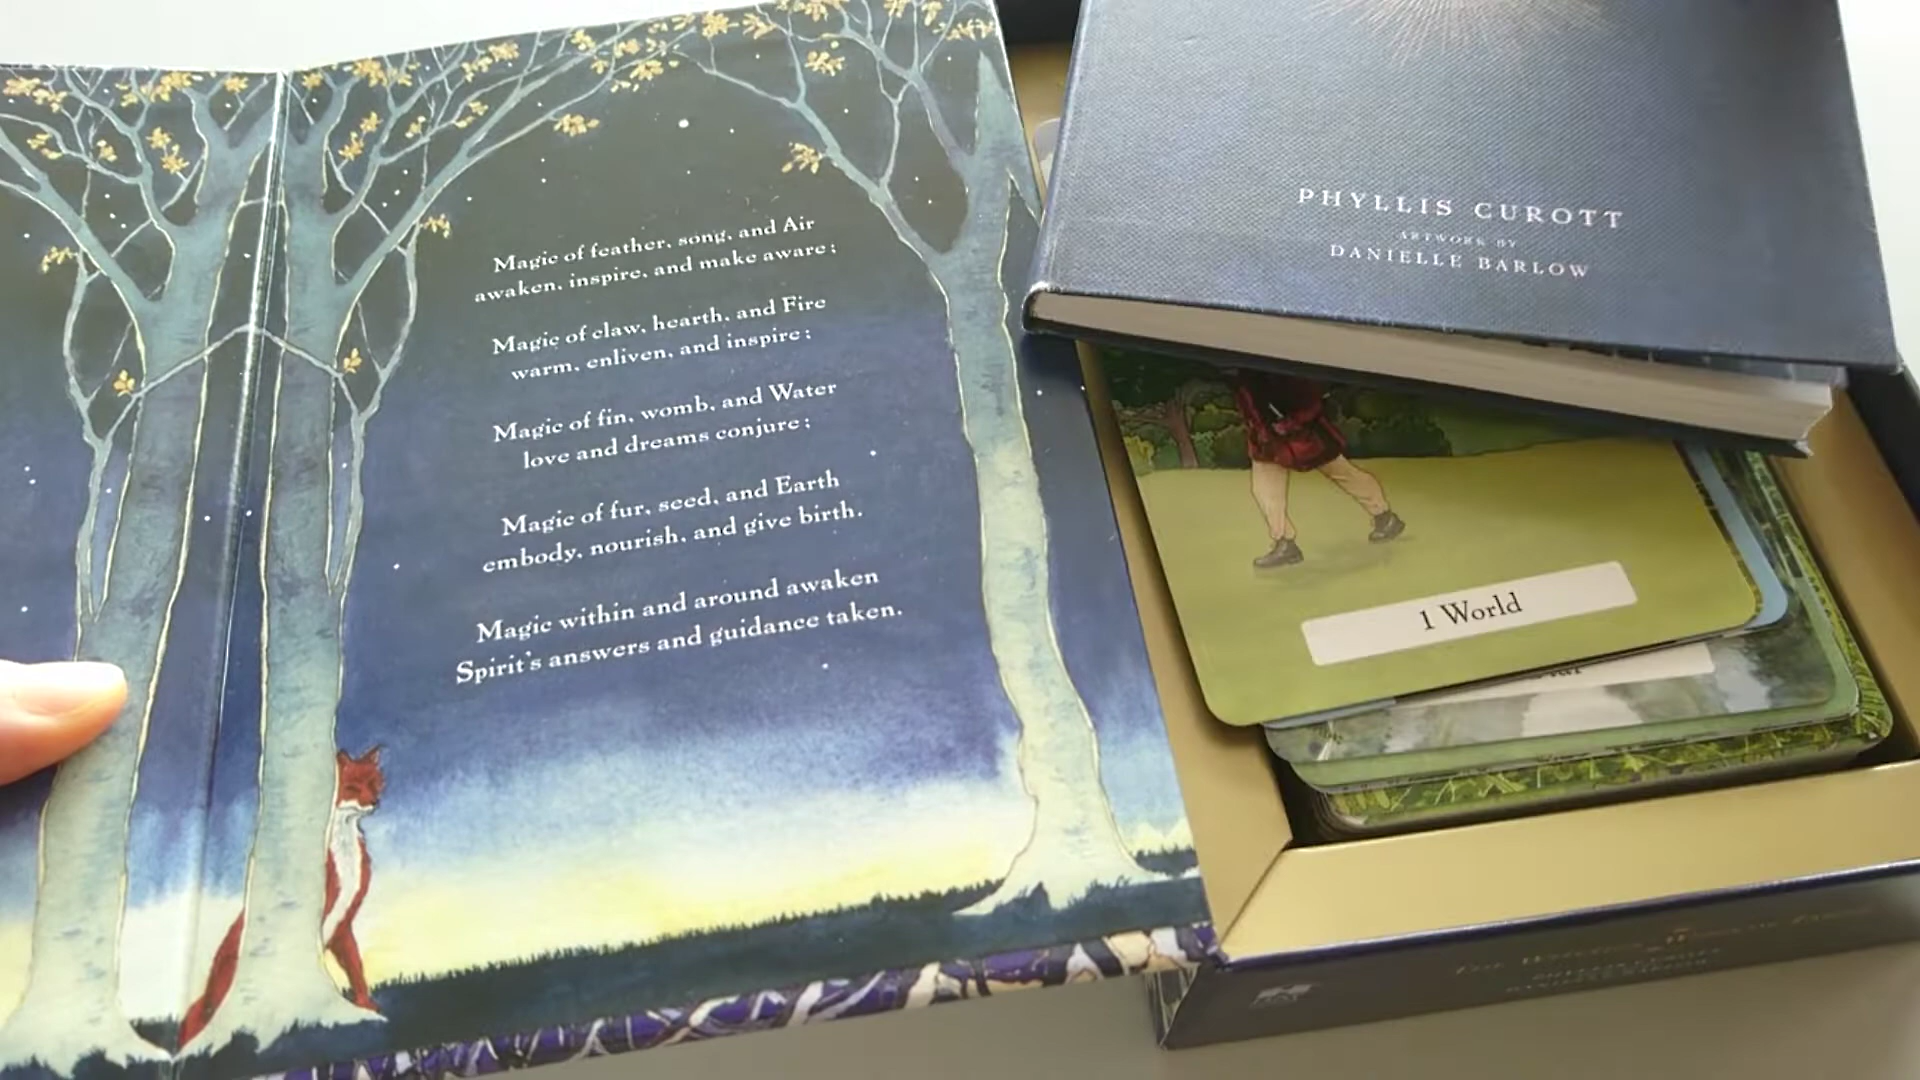 Magic of feather, song, and Air
awaken, inspire, and make aware;
Magic of claw, hearth, and Fire
warm, enliven, and inspire;
Magic of fin, womb, and Water
love and dreams conjure;
Magic of fur, seed, and Earth
embody, nourish, and give birth.
Magic within and around awaken
Spirit's answers and guidance taken.
PHYLLIS CUROTT
ARTWORK BY
DANIELLE BARLOW
1 World